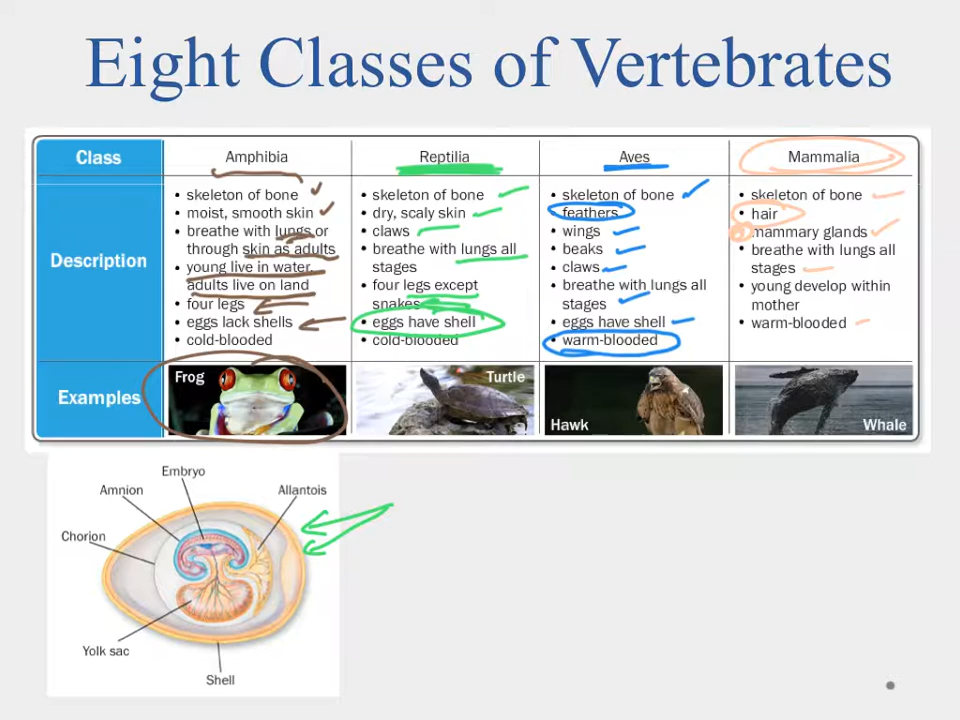 Eight Classes of Vertebrates
Class
Amphibia
Reptilia
Aves
Mammalia
Description
• skeleton of bone
• moist, smooth skin
• breathe with lungs or
through skin as adults
• young live in water,
adults live on land
• four legs
• eggs lack shells
• cold-blooded
• skeleton of bone
• dry, scaly skin
• claws
• breathe with lungs all
stages
• four legs except
snakes
• eggs have shell
• cold-blooded
• skeleton of bone
• feathers
• wings
• beaks
• claws
• breathe with lungs all
stages
• eggs have shell
• warm-blooded
• skeleton of bone
• hair
• mammary glands
• breathe with lungs all
stages
• young develop within
mother
• warm-blooded
Examples
Frog
Turtle
Hawk
Whale
Embryo
Amnion
Allantois
Chorion
Yolk sac
Shell